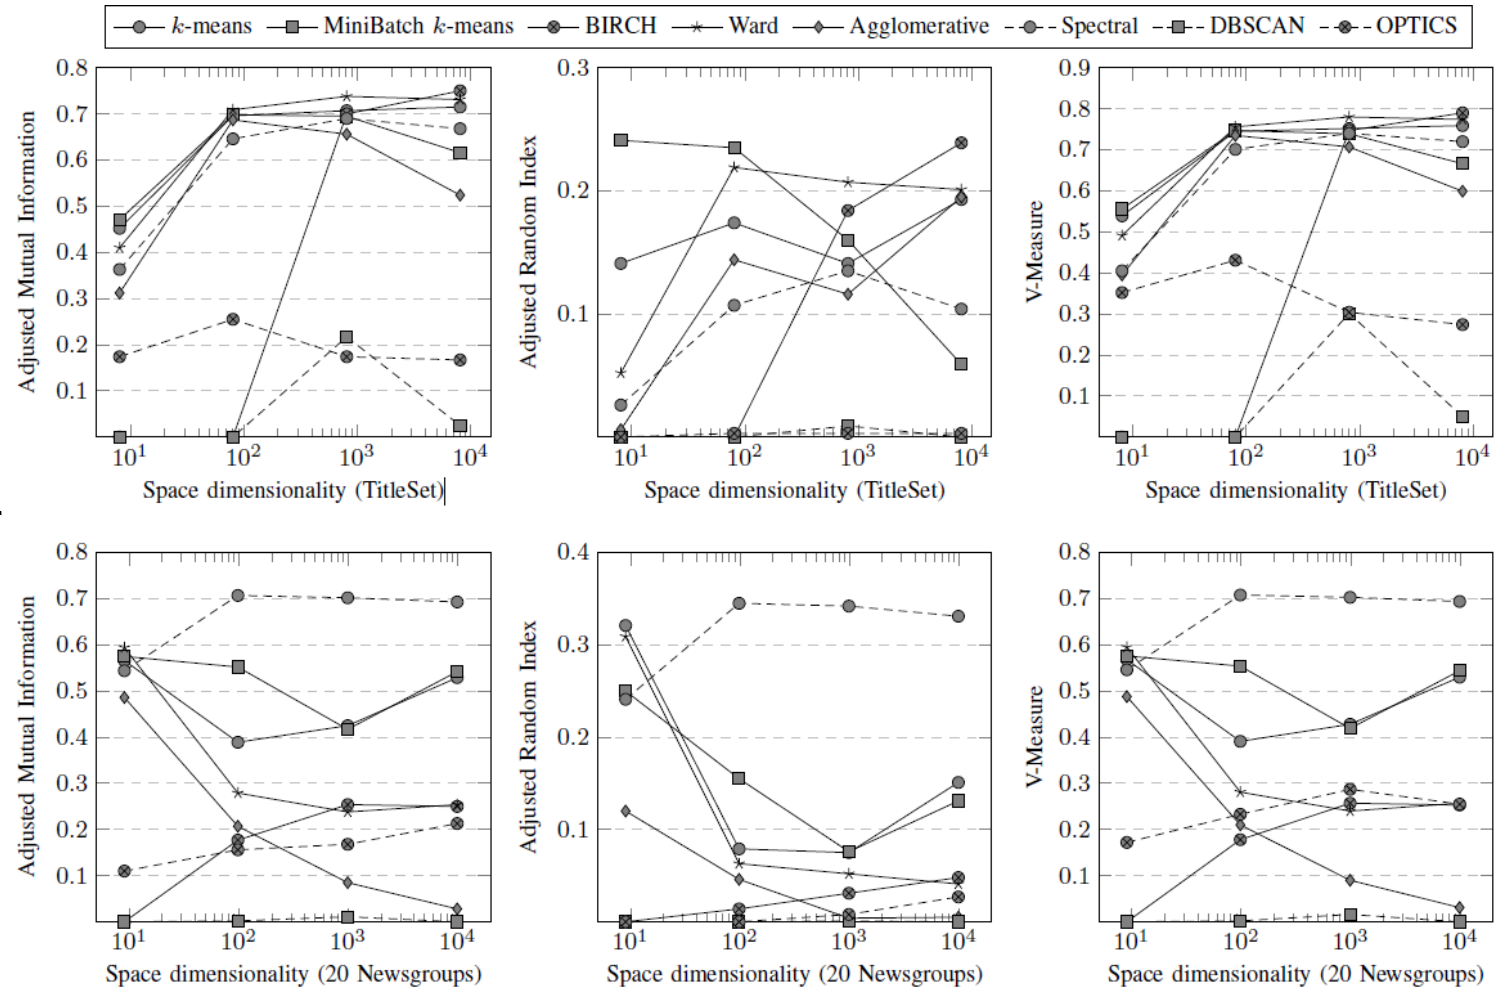 k-means MiniBatch k-means BIRCH Ward Agglomerative Spectral DBSCAN OPTICS
Adjusted Mutual Information
0.8
0.7
0.6
0.5
0.4
0.3
0.2
0.1
10^1 10^2 10^3 10^4
Space dimensionality (TitleSet)
Adjusted Random Index
0.3
0.2
0.1
10^1 10^2 10^3 10^4
Space dimensionality (TitleSet)
V-Measure
0.9
0.8
0.7
0.6
0.5
0.4
0.3
0.2
0.1
10^1 10^2 10^3 10^4
Space dimensionality (TitleSet)
Adjusted Mutual Information
0.8
0.7
0.6
0.5
0.4
0.3
0.2
0.1
10^1 10^2 10^3 10^4
Space dimensionality (20 Newsgroups)
Adjusted Random Index
0.4
0.3
0.2
0.1
10^1 10^2 10^3 10^4
Space dimensionality (20 Newsgroups)
V-Measure
0.8
0.7
0.6
0.5
0.4
0.3
0.2
0.1
10^1 10^2 10^3 10^4
Space dimensionality (20 Newsgroups)